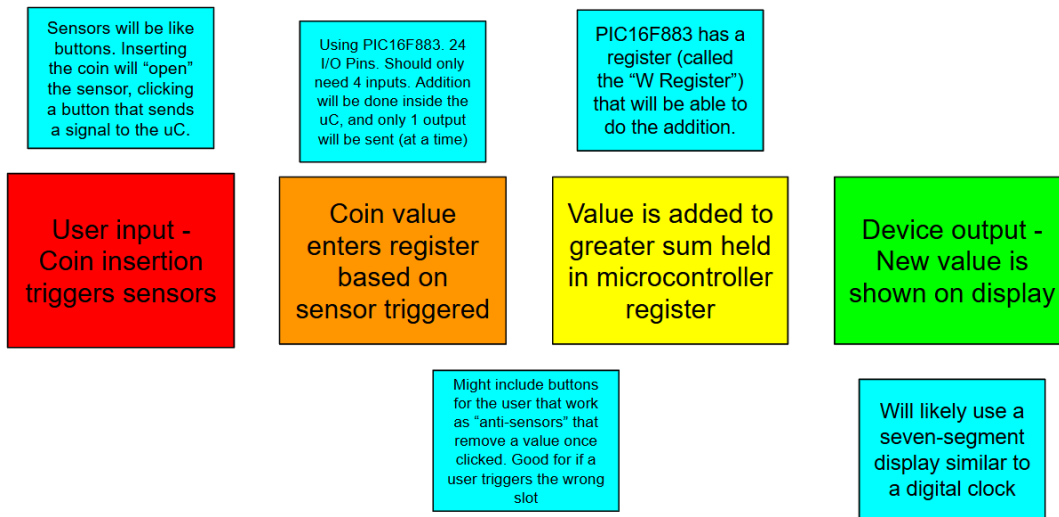 Sensors will be like
buttons. Inserting
the coin will “open”
the sensor, clicking
a button that sends
a signal to the uC.
Using PIC16F883. 24
I/O Pins. Should only
need 4 inputs. Addition
will be done inside the
uC, and only 1 output
will be sent (at a time)
PIC16F883 has a
register (called
the “W Register”)
that will be able to
do the addition.
User input -
Coin insertion
triggers sensors
Coin value
enters register
based on
sensor triggered
Value is added to
greater sum held
in microcontroller
register
Device output -
New value is
shown on display
Might include buttons
for the user that work
as “anti-sensors” that
remove a value once
clicked. Good for if a
user triggers the wrong
slot
Will likely use a
seven-segment
display similar to
a digital clock